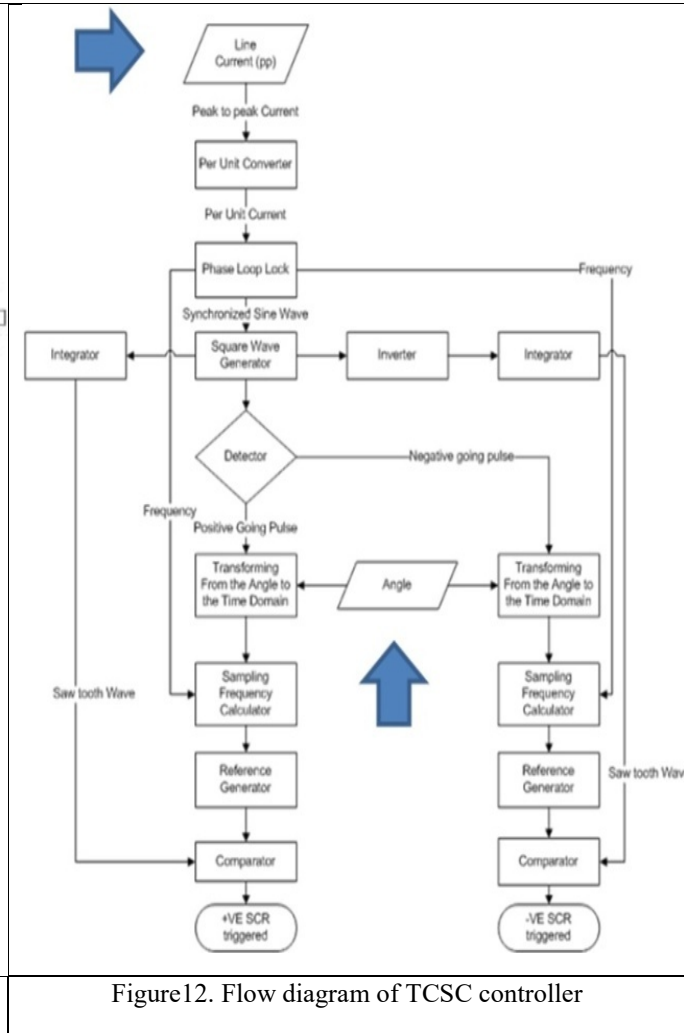 Line
Current (pp)
Peak to peak Current
Per Unit Converter
Per Unit Current
Phase Loop Lock
Frequency
Synchronized Sine Wave
Integrator
Square Wave
Generator
Inverter
Integrator
Detector
Negative going pulse
Frequency
Positive Going Pulse
Transforming
From the Angle to
the Time Domain
Angle
Transforming
From the Angle to
the Time Domain
Saw tooth Wave
Sampling
Frequency
Calculator
Sampling
Frequency
Calculator
Reference
Generator
Reference
Generator
Saw tooth Wav
Comparator
Comparator
+VE SCR
triggered
-VE SCR
triggered
Figure12. Flow diagram of TCSC controller